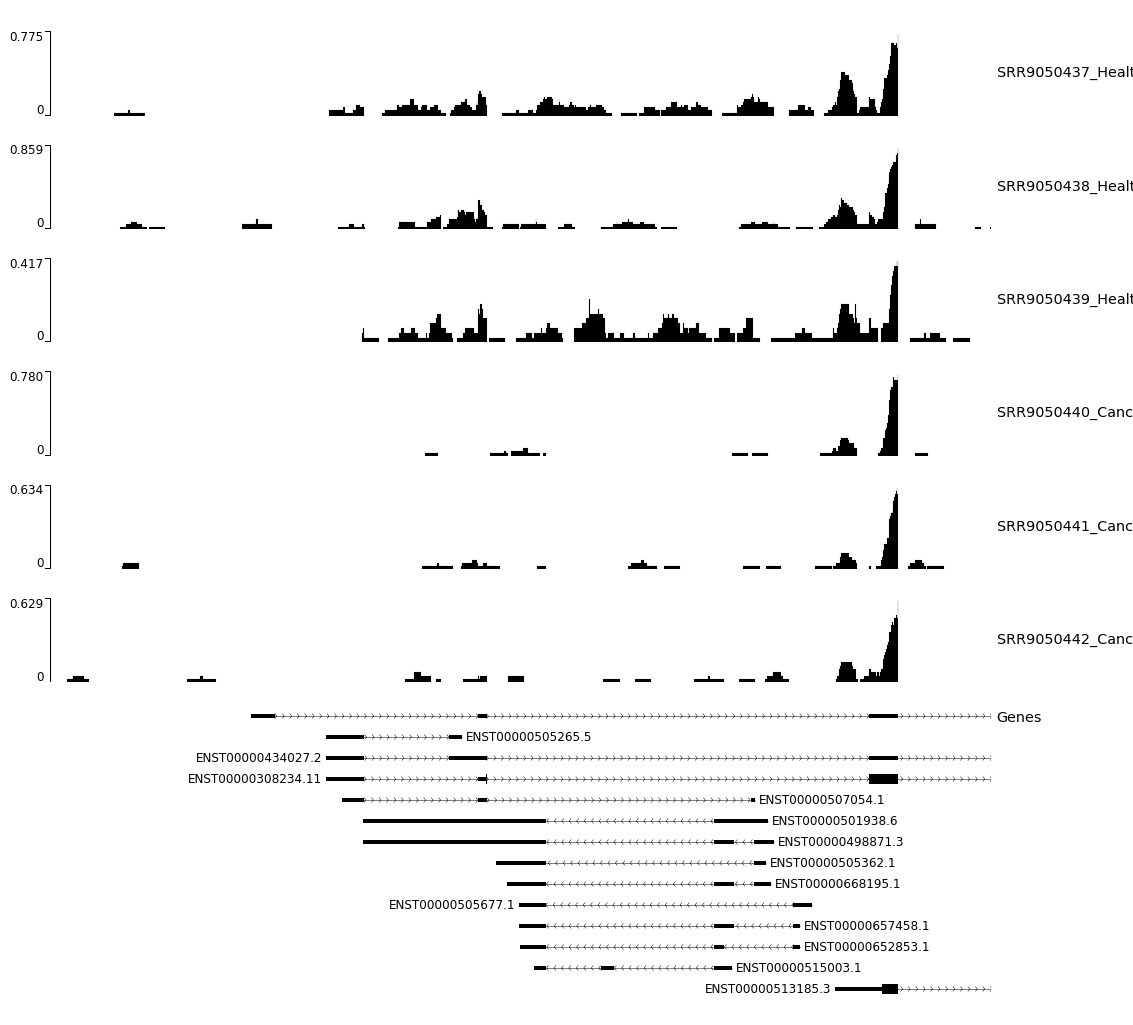 0.775
SRR9050437_Healt
0
0.859
SRR9050438_Healt
0
0.417
SRR9050439_Healt
0
0.780
SRR9050440_Canc
0
0.634
SRR9050441_Canc
0
0.629
SRR9050442_Canc
0
Genes
ENST00000505265.5
ENST00000434027.2
ENST00000308234.11
ENST00000507054.1
ENST00000501938.6
ENST00000498871.3
ENST00000505362.1
ENST00000668195.1
ENST00000505677.1
ENST00000657458.1
ENST00000652853.1
ENST00000515003.1
ENST00000513185.3